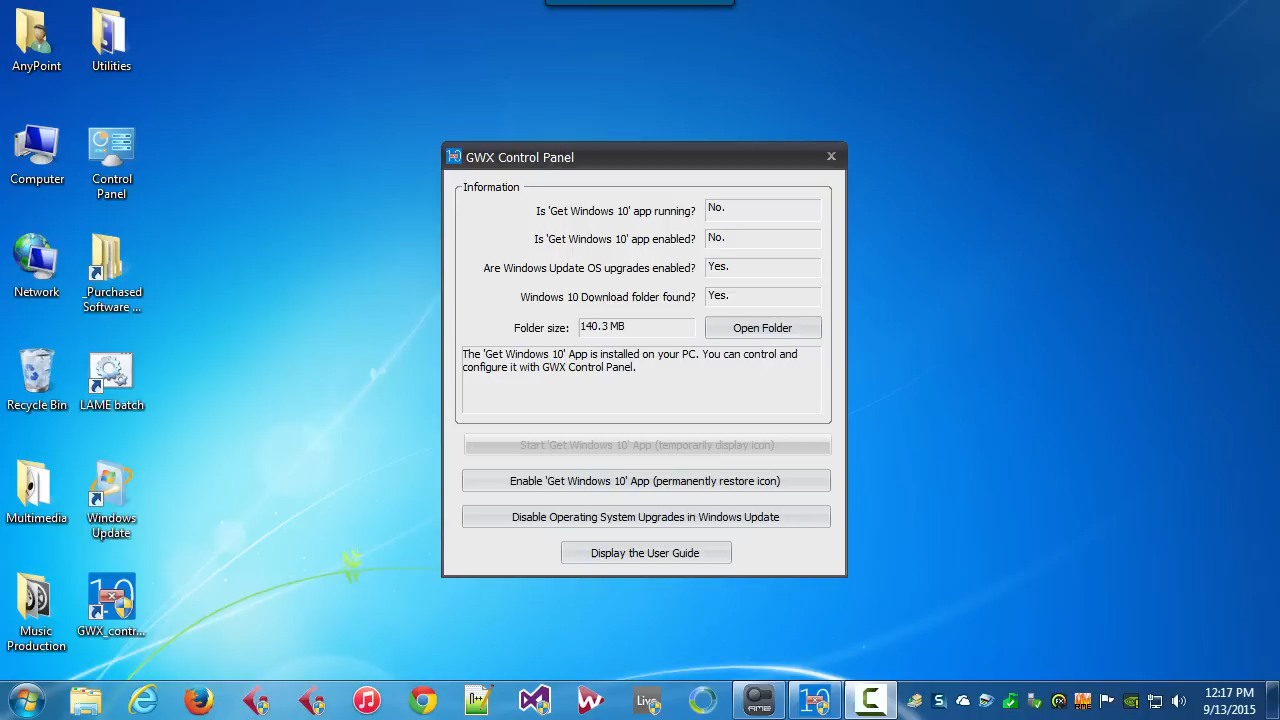 AnyPoint
Utilities
Computer
Control
Panel
Network
_Purchased
Software ...
Recycle Bin
LAME batch
Multimedia
Windows
Update
Music
Production
GWX_contr...
GWX Control Panel
Information
Is 'Get Windows 10' app running? No.
Is 'Get Windows 10' app enabled? No.
Are Windows Update OS upgrades enabled? Yes.
Windows 10 Download folder found? Yes.
Folder size: 140.3 MB Open Folder
The 'Get Windows 10' App is installed on your PC. You can control and
configure it with GWX Control Panel.
Start 'Get Windows 10' App (temporarily display icon)
Enable 'Get Windows 10' App (permanently restore icon)
Disable Operating System Upgrades in Windows Update
Display the User Guide
Live
AME
12:17 PM
9/13/2015